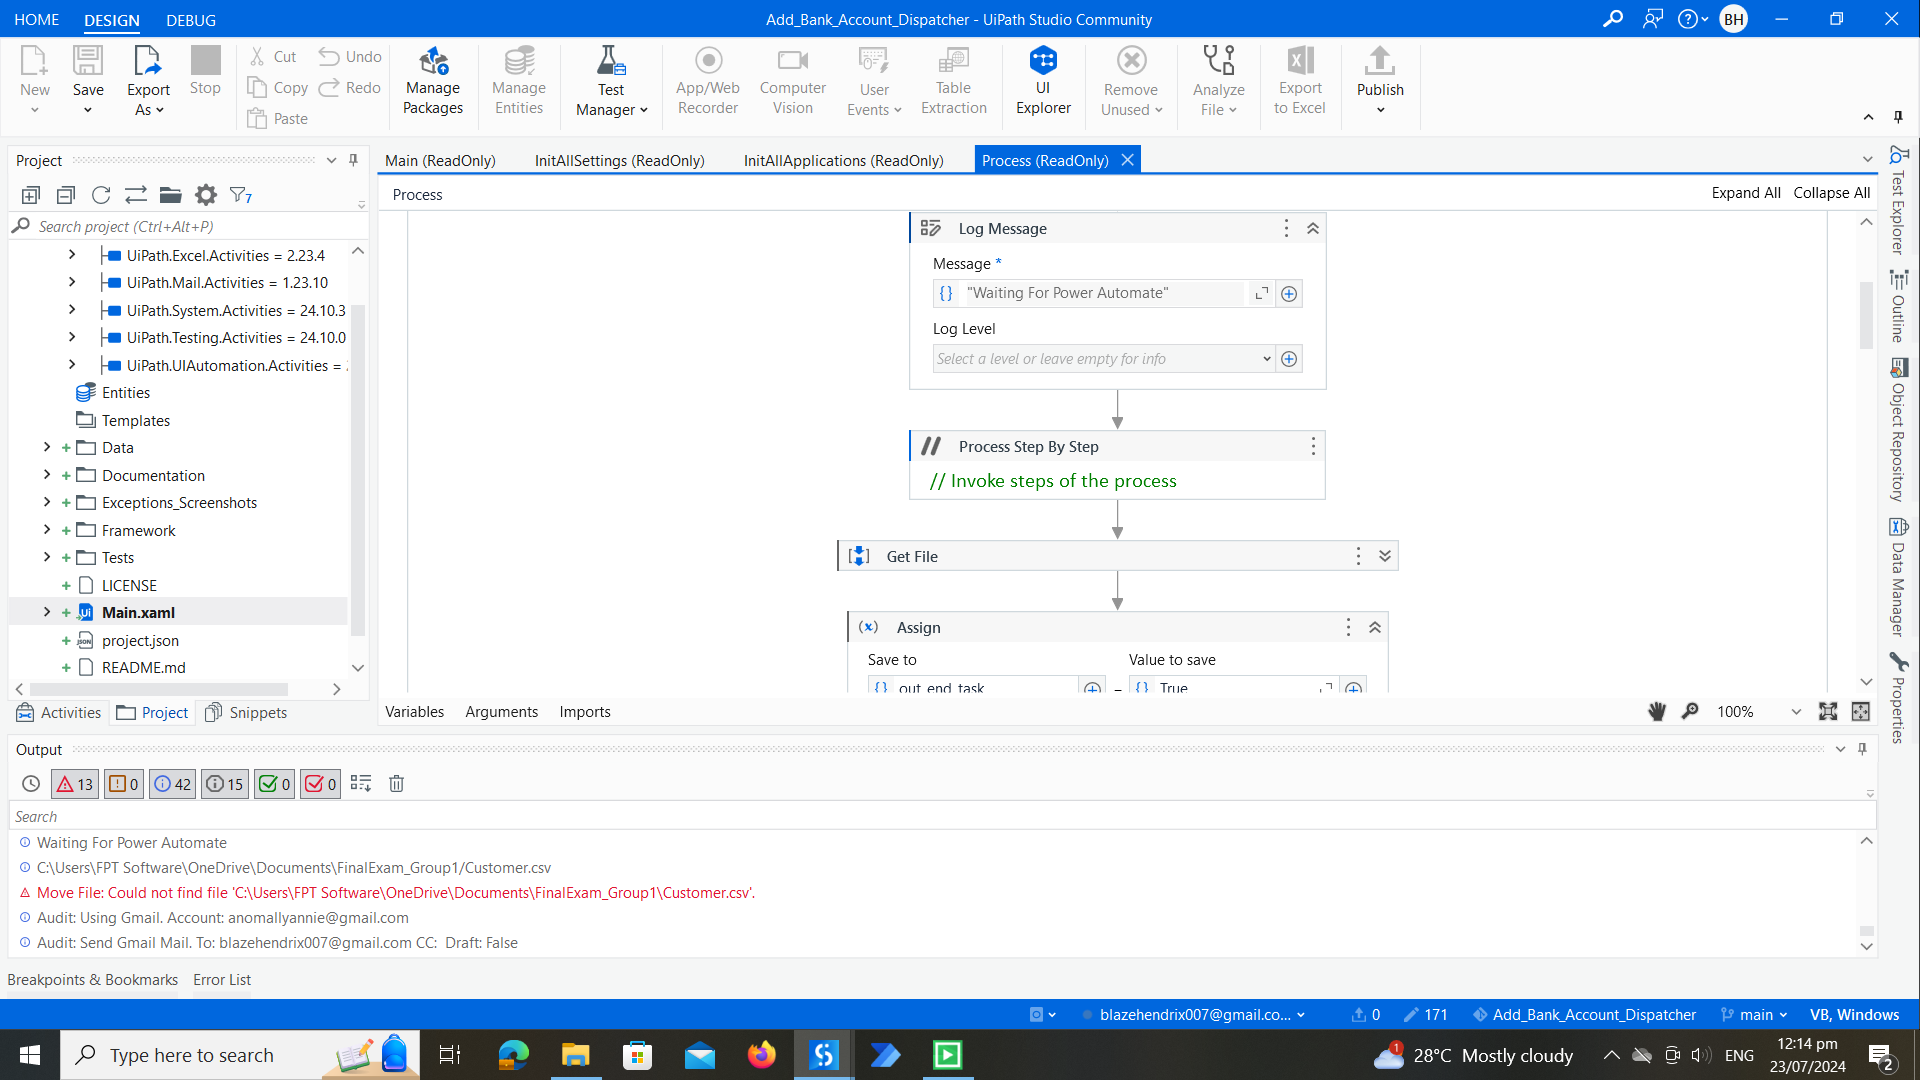 HOME DESIGN DEBUG
Add_Bank_Account_Dispatcher - UiPath Studio Community
BH
New
Save
Export As
Stop
Cut
Copy
Paste
Undo
Redo
Manage Packages
Manage Entities
Test Manager
App/Web Recorder
Computer Vision
User Events
Table Extraction
UI Explorer
Remove Unused
Analyze File
Export to Excel
Publish
Project
7
Search project (Ctrl+Alt+P)
UiPath.Excel.Activities = 2.23.4
UiPath.Mail.Activities = 1.23.10
UiPath.System.Activities = 24.10.3
UiPath.Testing.Activities = 24.10.0
UiPath.UIAutomation.Activities =
Entities
Templates
Data
Documentation
Exceptions_Screenshots
Framework
Tests
LICENSE
Main.xaml
project.json
README.md
Activities Project Snippets
Main (ReadOnly) InitAllSettings (ReadOnly) InitAllApplications (ReadOnly) Process (ReadOnly)
Process
Expand All Collapse All
Log Message
Message *
"Waiting For Power Automate"
Log Level
Select a level or leave empty for info
Process Step By Step
// Invoke steps of the process
Get File
Assign
Save to Value to save
out_end_task = True
Variables Arguments Imports
100%
Test Explorer
Outline
Object Repository
Data Manager
Properties
Output
13 0 42 15 0 0
Search
Waiting For Power Automate
C:\Users\FPT Software\OneDrive\Documents\FinalExam_Group1/Customer.csv
Move File: Could not find file 'C:\Users\FPT Software\OneDrive\Documents\FinalExam_Group1\Customer.csv'.
Audit: Using Gmail. Account: anomallyannie@gmail.com
Audit: Send Gmail Mail. To: blazehendrix007@gmail.com CC: Draft: False
Breakpoints & Bookmarks Error List
blazehendrix007@gmail.co... 0 171 Add_Bank_Account_Dispatcher main VB, Windows
Type here to search
1
28°C Mostly cloudy
ENG
12:14 pm
23/07/2024
2